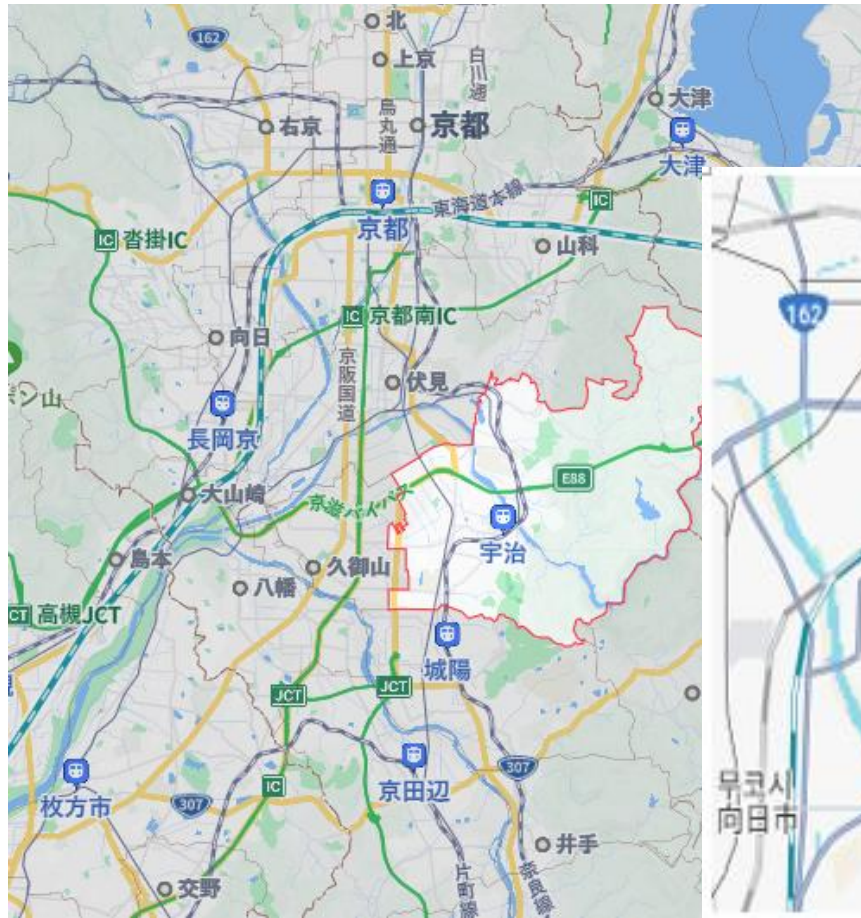 北
162
上京
白川通
大津
右京
烏丸通
京都
大津
東海道本線
IC
京都
沓掛IC
山科
162
IC 京都南IC
向日
京阪国道
伏見
ポン山
長岡京
E88
大山崎
京滋バイパス
宇治
島本
久御山
八幡
高槻JCT
城陽
JCT
JCT
京田辺
307
무코시
向日市
枚方市
307
IC
井手
片町線
奈良線
交野